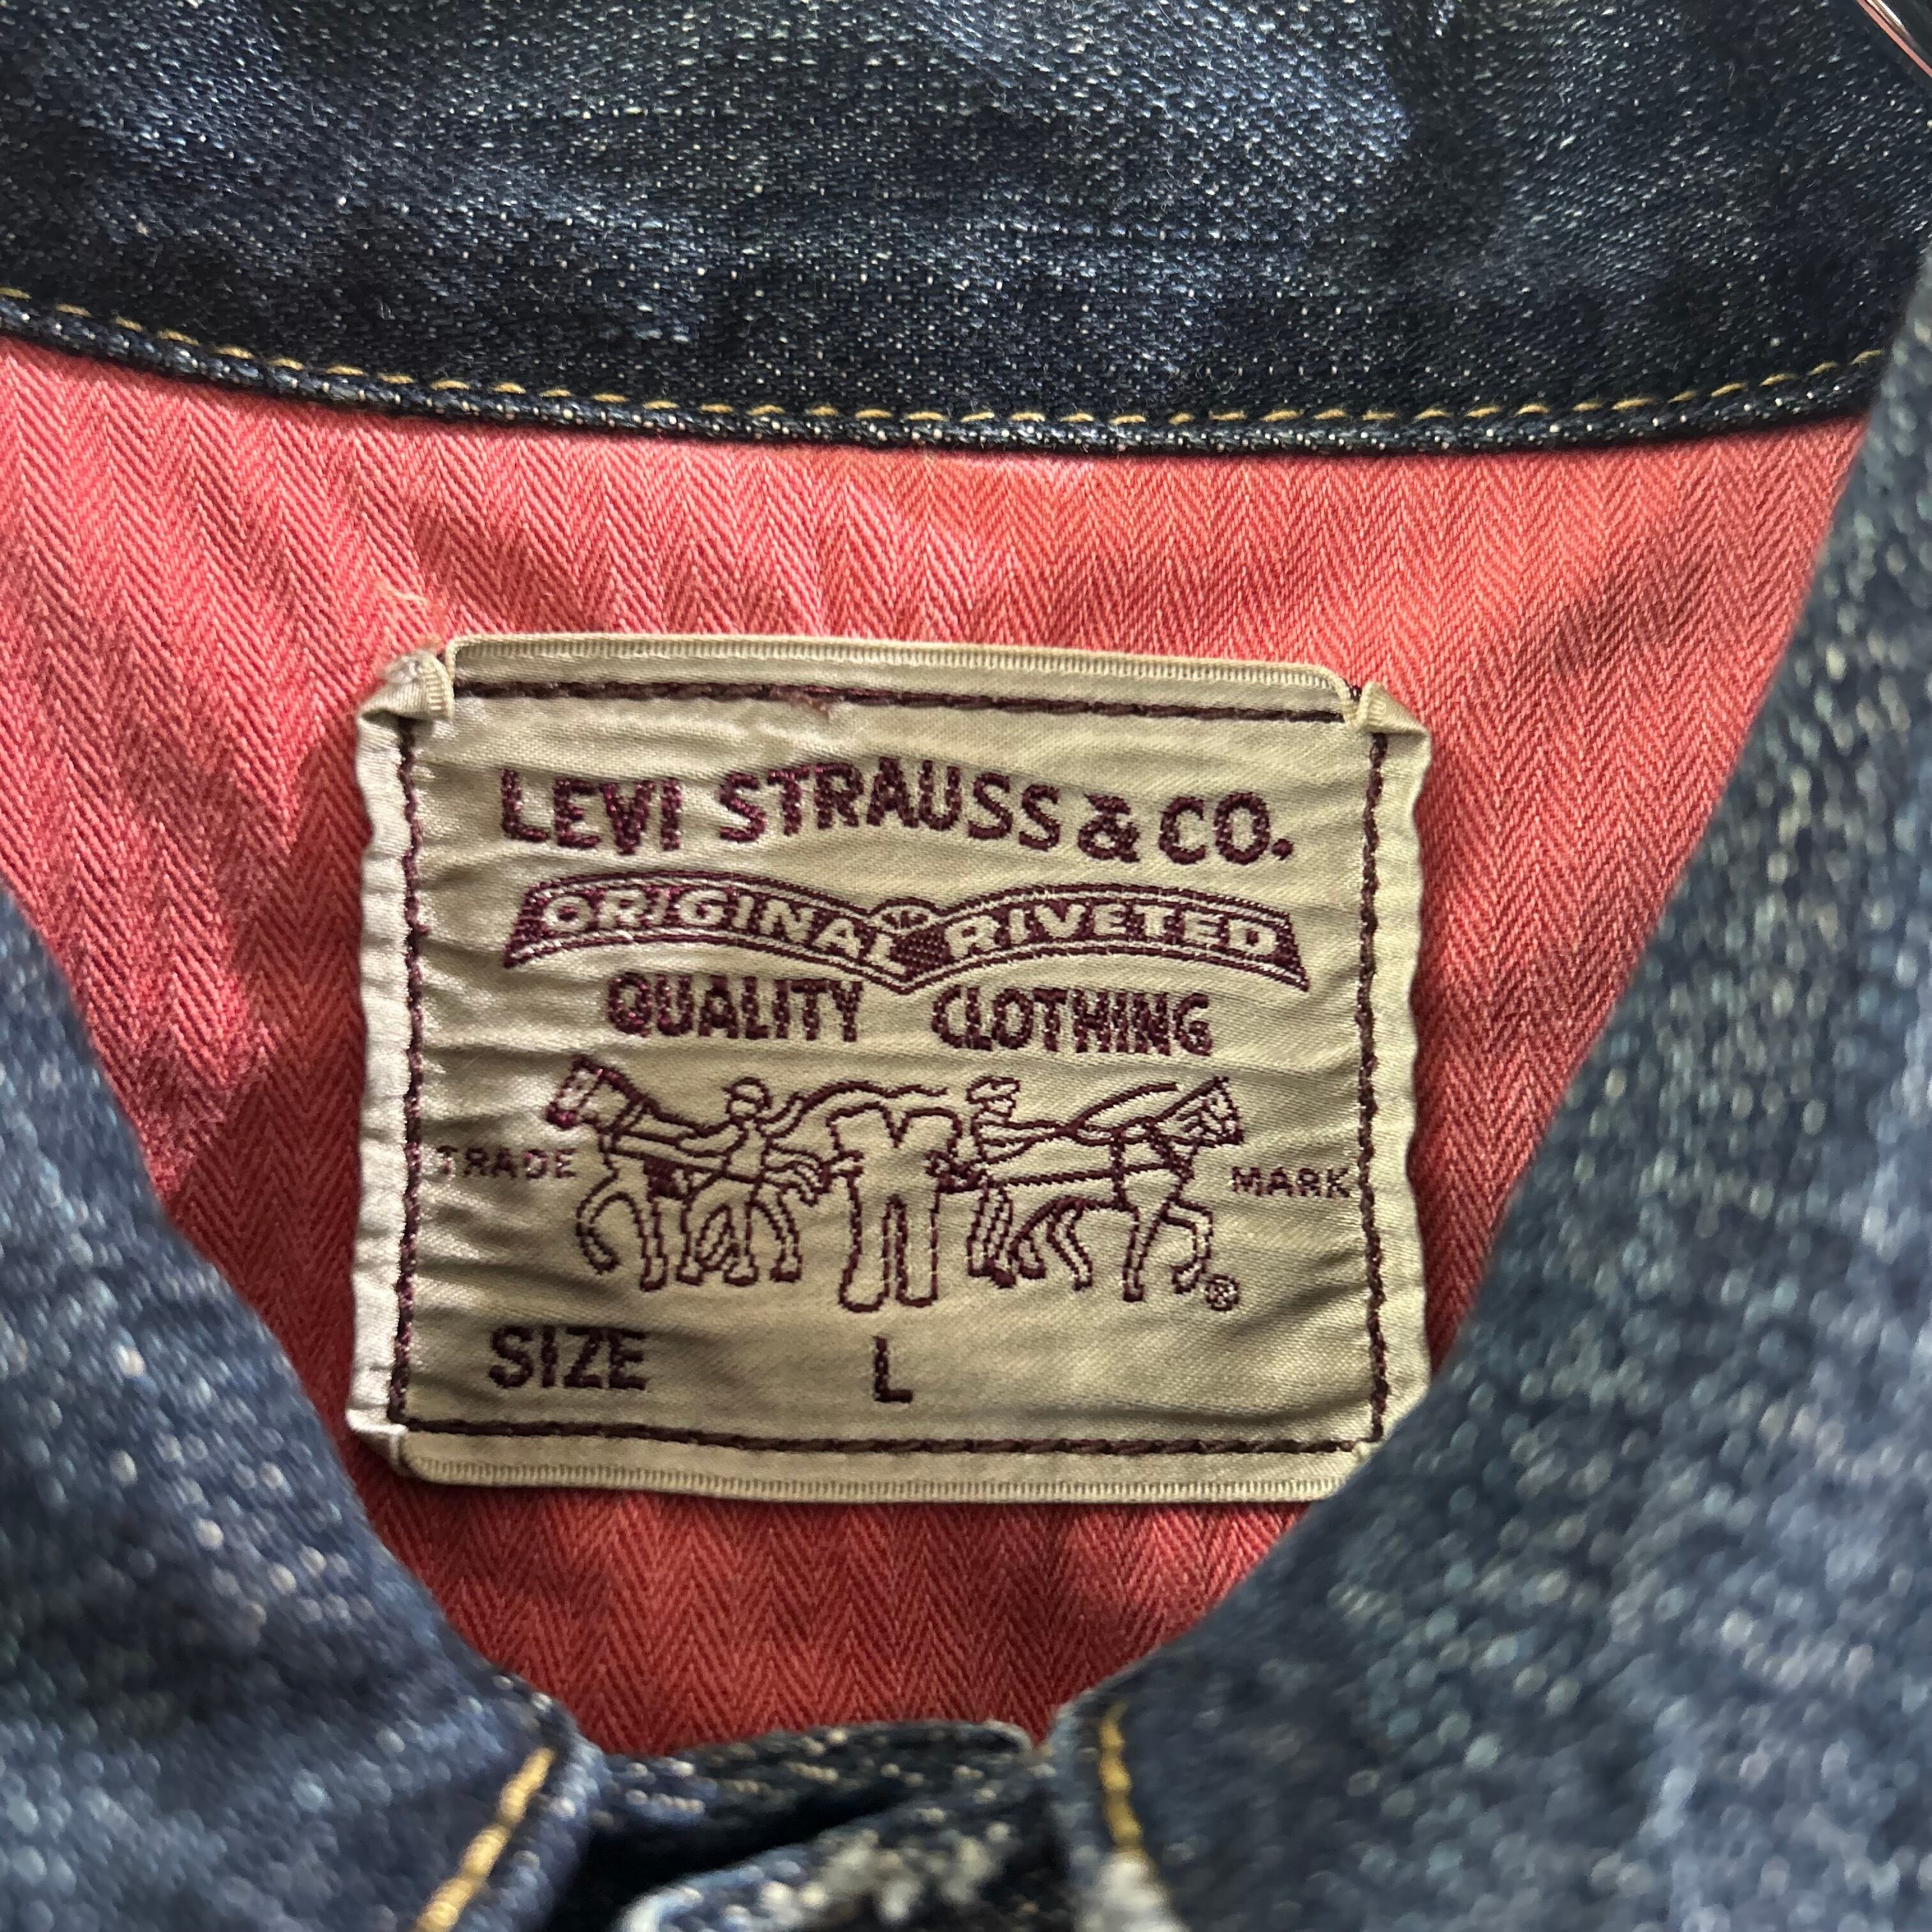 LEVI STRAUSS & CO.
ORIGINAL RIVETED
QUALITY CLOTHING
TRADE MARK
®
SIZE L